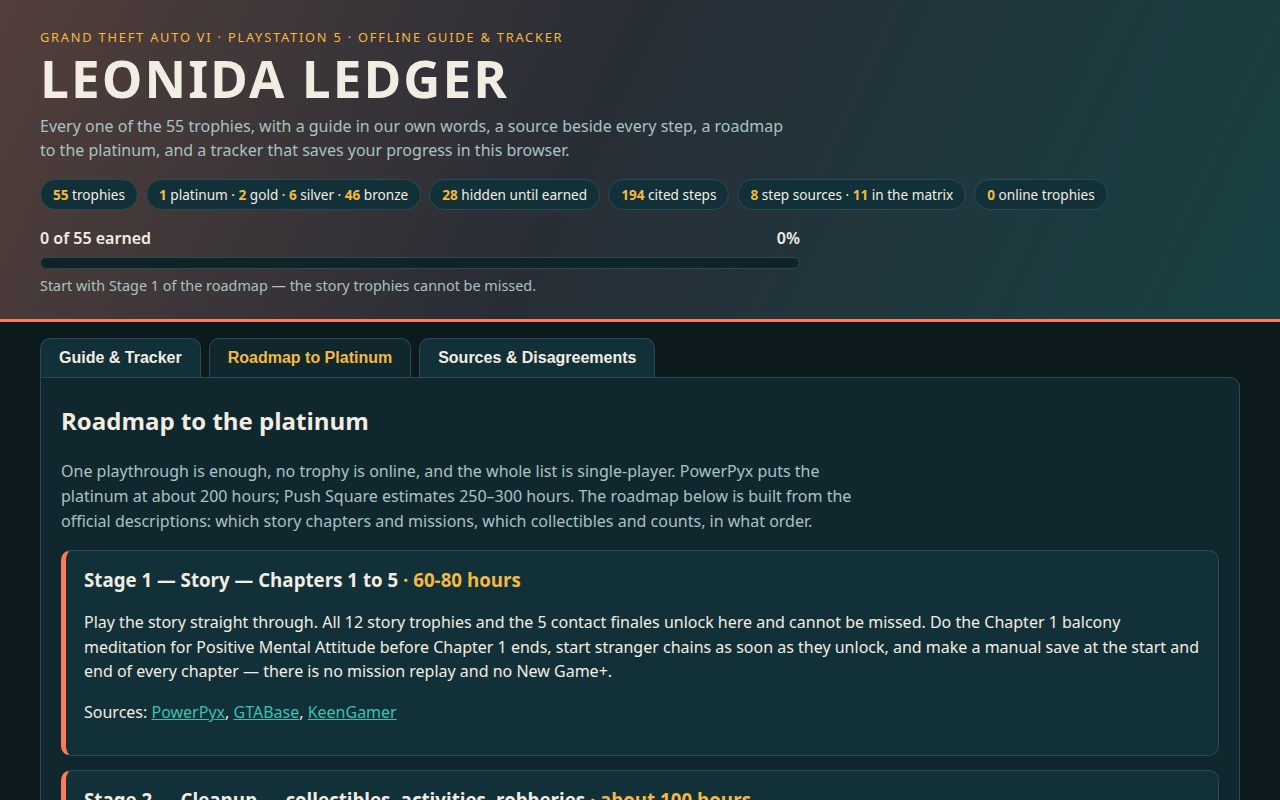 GRAND THEFT AUTO VI · PLAYSTATION 5 · OFFLINE GUIDE & TRACKER
LEONIDA LEDGER
Every one of the 55 trophies, with a guide in our own words, a source beside every step, a roadmap
to the platinum, and a tracker that saves your progress in this browser.
55 trophies
1 platinum · 2 gold · 6 silver · 46 bronze
28 hidden until earned
194 cited steps
8 step sources · 11 in the matrix
0 online trophies
0 of 55 earned
0%
Start with Stage 1 of the roadmap — the story trophies cannot be missed.
Guide & Tracker
Roadmap to Platinum
Sources & Disagreements
Roadmap to the platinum
One playthrough is enough, no trophy is online, and the whole list is single-player. PowerPyx puts the
platinum at about 200 hours; Push Square estimates 250–300 hours. The roadmap below is built from the
official descriptions: which story chapters and missions, which collectibles and counts, in what order.
Stage 1 — Story — Chapters 1 to 5 · 60-80 hours
Play the story straight through. All 12 story trophies and the 5 contact finales unlock here and cannot be missed. Do the Chapter 1 balcony
meditation for Positive Mental Attitude before Chapter 1 ends, start stranger chains as soon as they unlock, and make a manual save at the start and
end of every chapter — there is no mission replay and no New Game+.
Sources: PowerPyx, GTABase, KeenGamer
Stage 2 — Cleanup — collectibles, activities, robberies · about 100 hours